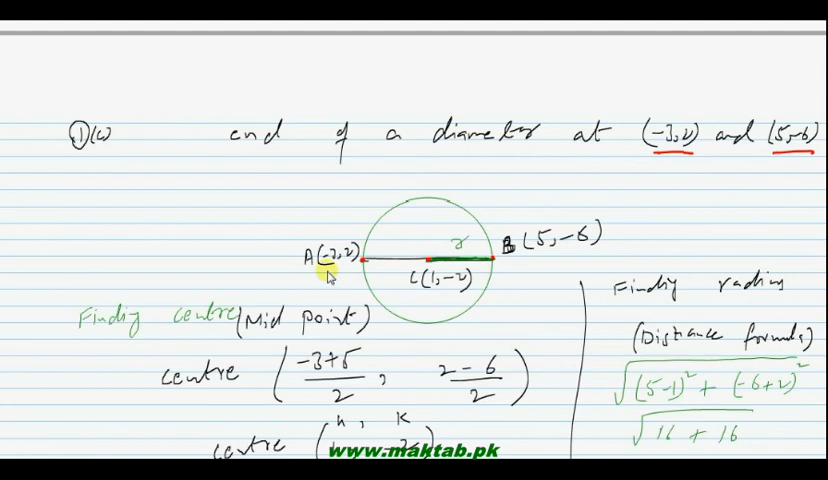 ①(c) end of a diameter at (-3,2) and (5,-6)
A(-3,2)
r
B(5,-6)
C(1,-2)
Finding centre (Mid point)
centre (-3+5/2, 2-6/2)
h, k
centre (
Finding radius
(Distance formula)
√(5-1)² + (-6+2)²
√16 + 16
www.maktab.pk